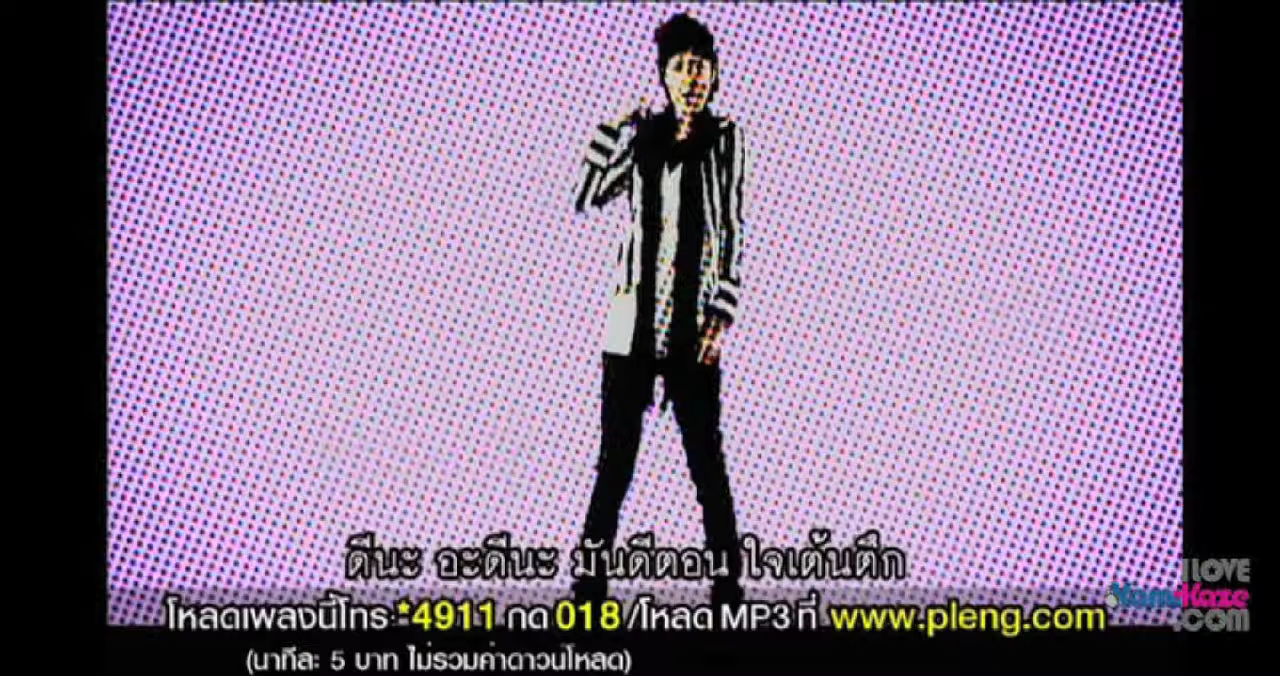 ดีนะ อะดีนะ มันดีตอน ใจเต้นตึก
โหลดเพลงนี้โทร *4911 กด 018 /โหลด MP3 ที่ www.pleng.com
(นาทีละ 5 บาท ไม่รวมค่าดาวน์โหลด)
I LOVE
YamiKaze
.com